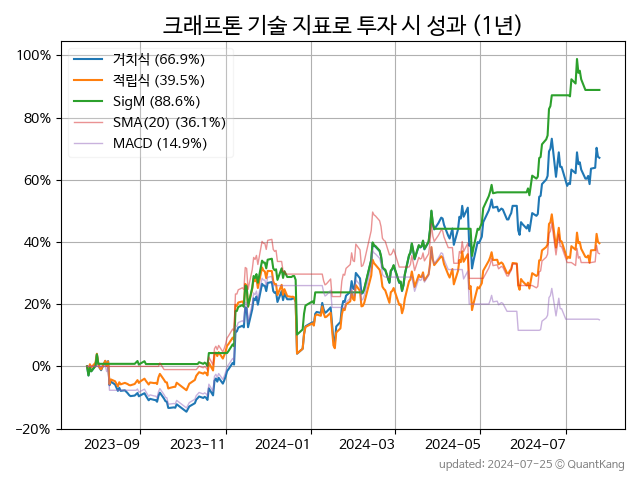 크래프톤 기술 지표로 투자 시 성과 (1년)
100%
80%
60%
40%
20%
0%
−20%
거치식 (66.9%)
적립식 (39.5%)
SigM (88.6%)
SMA(20) (36.1%)
MACD (14.9%)
2023-09
2023-11
2024-01
2024-03
2024-05
2024-07
updated: 2024-07-25 © QuantKang